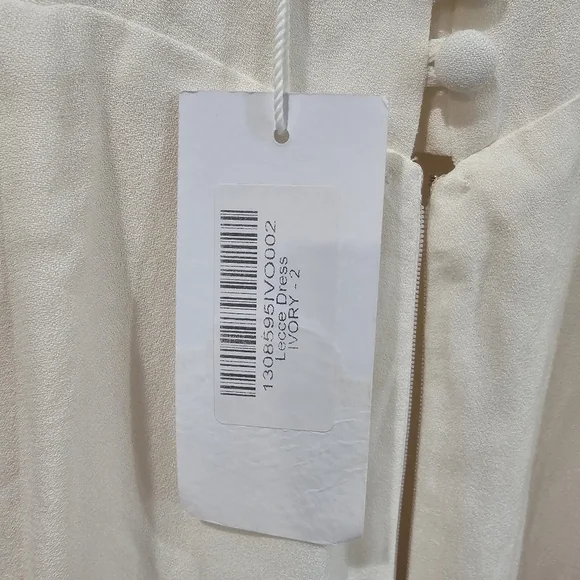 1308595IVO002
Lecce Dress
IVORY - 2